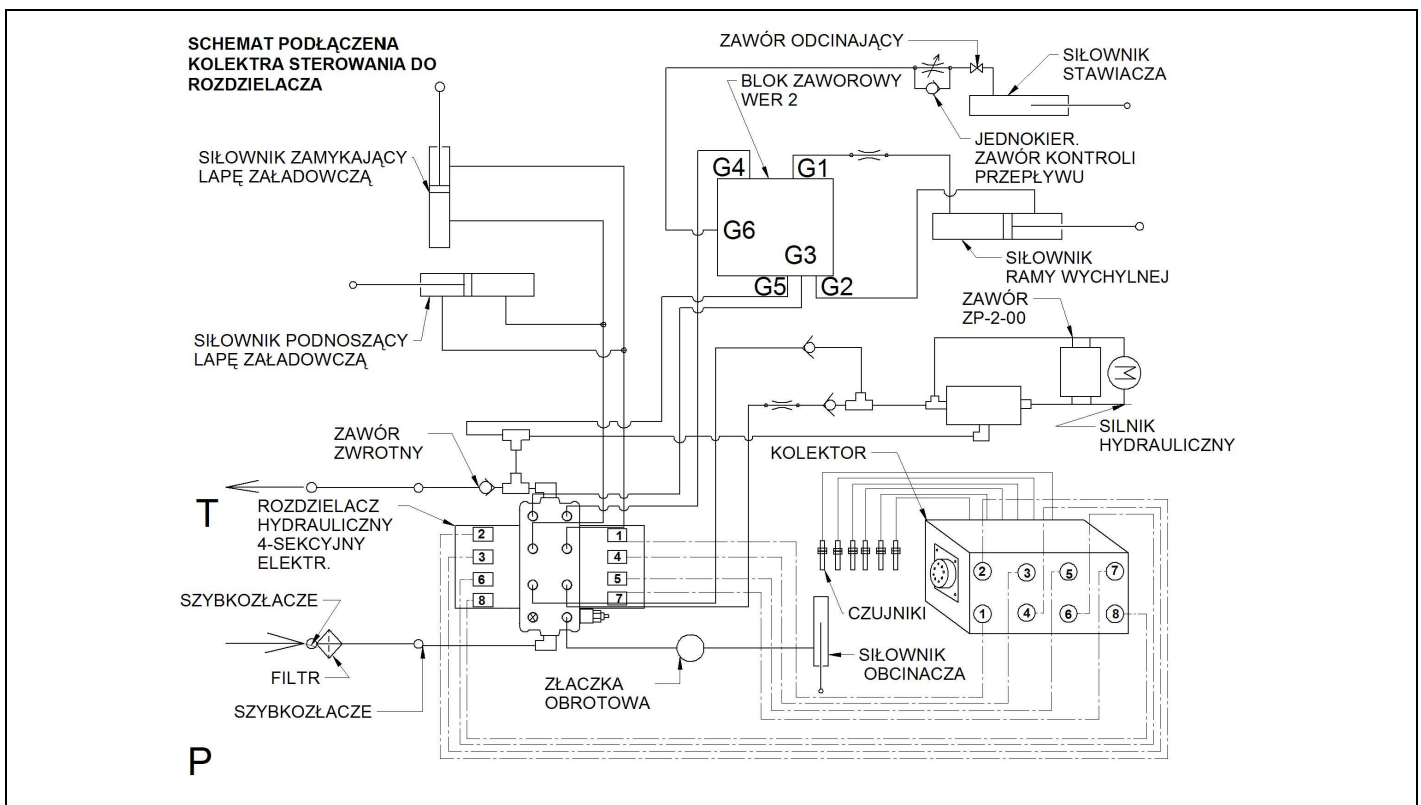 SCHEMAT PODŁĄCZENA
KOLEKTRA STEROWANIA DO
ROZDZIELACZA
ZAWÓR ODCINAJĄCY
SIŁOWNIK
STAWIACZA
BLOK ZAWOROWY
WER 2
JEDNOKIER.
ZAWÓR KONTROLI
PRZEPŁYWU
SIŁOWNIK ZAMYKAJĄCY
LAPĘ ZAŁADOWCZĄ
G4
G1
G6
G3
G5
G2
SIŁOWNIK
RAMY WYCHYLNEJ
ZAWÓR
ZP-2-00
SIŁOWNIK PODNOSZĄCY
LAPĘ ZAŁADOWCZĄ
M
SILNIK
HYDRAULICZNY
ZAWÓR
ZWROTNY
KOLEKTOR
T
ROZDZIELACZ
HYDRAULICZNY
4-SEKCYJNY
ELEKTR.
2
3
6
8
1
4
5
7
2
3
5
7
1
4
6
8
CZUJNIKI
SZYBKOZŁACZE
FILTR
SZYBKOZŁACZE
ZŁACZKA
OBROTOWA
SIŁOWNIK
OBCINACZA
P